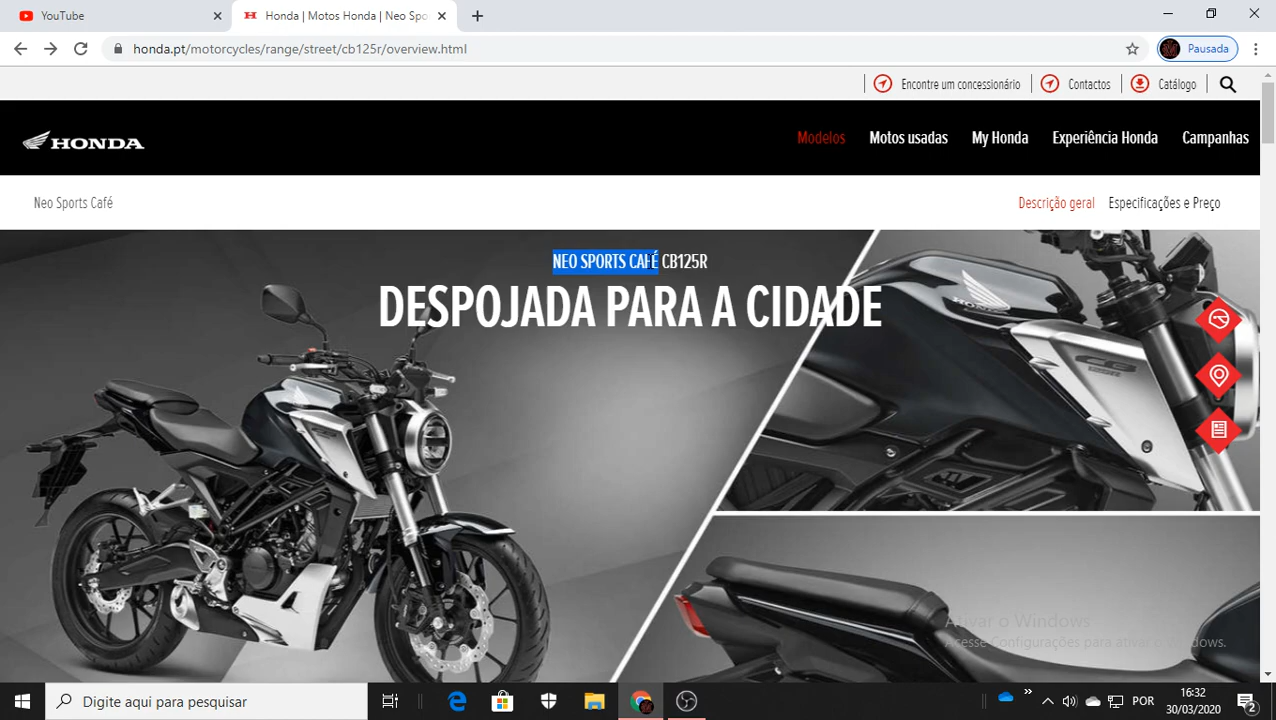 YouTube
Honda | Motos Honda | Neo Spo
honda.pt/motorcycles/range/street/cb125r/overview.html
Pausada
Encontre um concessionário
Contactos
Catálogo
HONDA
Modelos
Motos usadas
My Honda
Experiência Honda
Campanhas
Neo Sports Café
Descrição geral
Especificações e Preço
NEO SPORTS CAFÉ CB125R
DESPOJADA PARA A CIDADE
HONDA
Ativar o Windows
Acesse Configurações para ativar o Windows.
Digite aqui para pesquisar
POR
16:32
30/03/2020
2